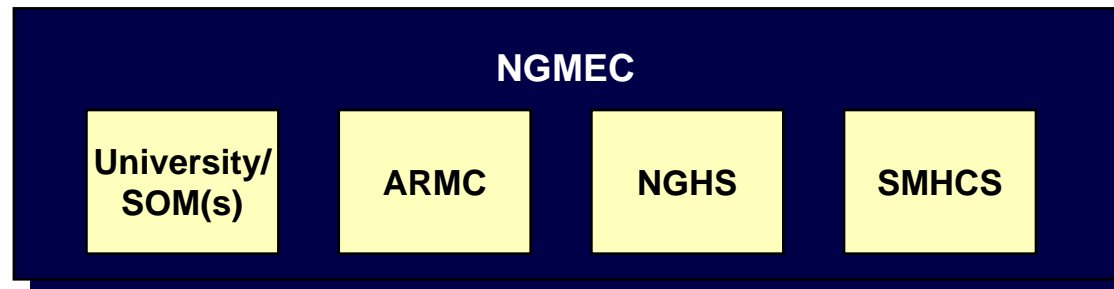 NGMEC
University/
SOM(s)
ARMC
NGHS
SMHCS